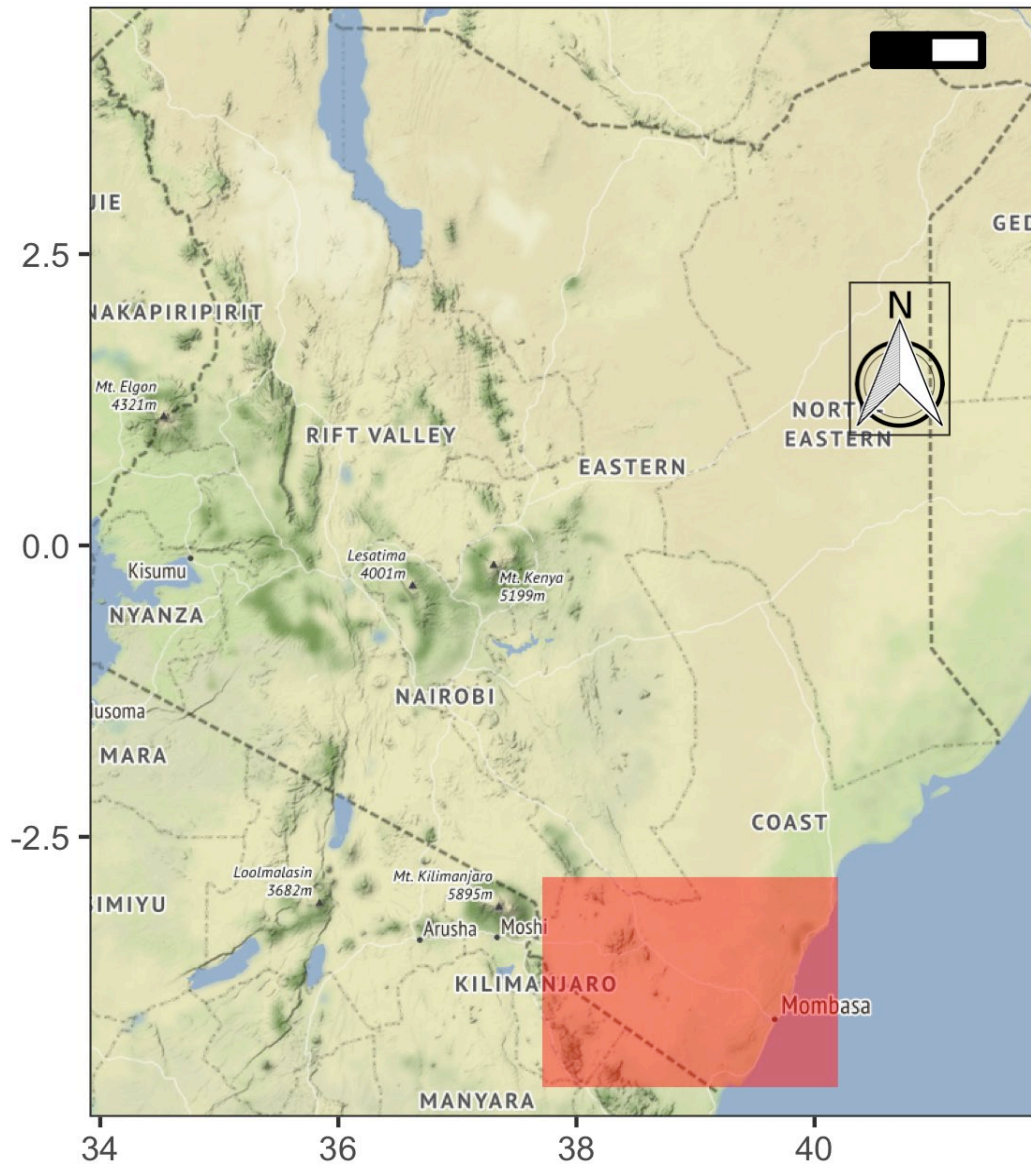 JIE
GED
2.5
NAKAPIRIPIRIT
N
Mt. Elgon
4321m
NORT
EASTERN
RIFT VALLEY
EASTERN
0.0
Lesatima
4001m
Kisumu
Mt. Kenya
5199m
NYANZA
NAIROBI
usoma
MARA
COAST
-2.5
Loolmalasin
3682m
Mt. Kilimanjaro
5895m
SIMIYU
Arusha
Moshi
KILIMANJARO
Mombasa
MANYARA
34
36
38
40